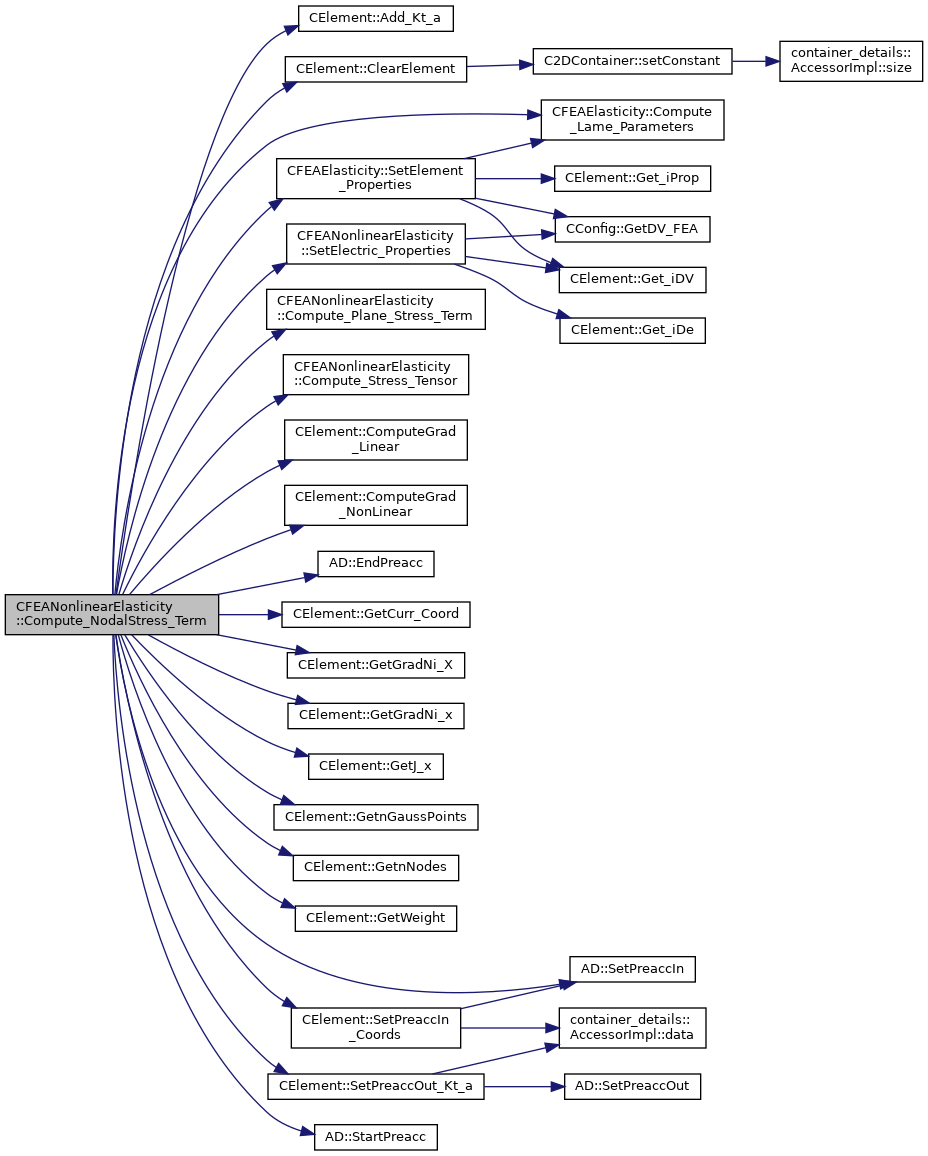 CElement::Add_Kt_a
CElement::ClearElement
C2DContainer::setConstant
container_details::
AccessorImpl::size
CFEAElasticity::Compute
_Lame_Parameters
CFEAElasticity::SetElement
_Properties
CElement::Get_iProp
CConfig::GetDV_FEA
CFEANonlinearElasticity
::SetElectric_Properties
CElement::Get_iDV
CFEANonlinearElasticity
::Compute_Plane_Stress_Term
CElement::Get_iDe
CFEANonlinearElasticity
::Compute_Stress_Tensor
CElement::ComputeGrad
_Linear
CElement::ComputeGrad
_NonLinear
AD::EndPreacc
CFEANonlinearElasticity
::Compute_NodalStress_Term
CElement::GetCurr_Coord
CElement::GetGradNi_X
CElement::GetGradNi_x
CElement::GetJ_x
CElement::GetnGaussPoints
CElement::GetnNodes
CElement::GetWeight
AD::SetPreaccIn
CElement::SetPreaccIn
_Coords
container_details::
AccessorImpl::data
CElement::SetPreaccOut_Kt_a
AD::SetPreaccOut
AD::StartPreacc